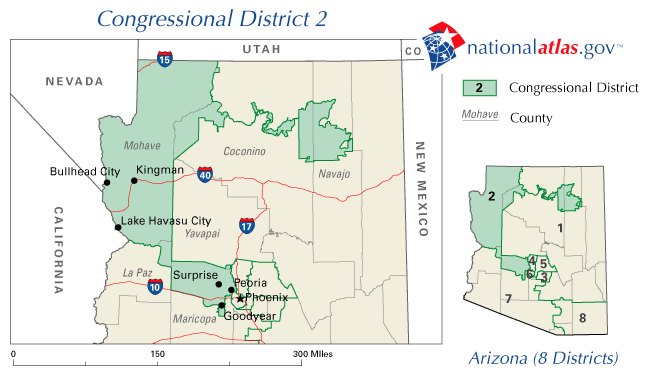 Congressional District 2
UTAH
CO
15
NEVADA
nationalatlas.gov™
2 Congressional District
Mohave County
Mohave
Coconino
Navajo
Bullhead City
Kingman
40
NEW MEXICO
Lake Havasu City
Yavapai
17
CALIFORNIA
La Paz
Surprise
Peoria
10
Phoenix
Maricopa
Goodyear
0 150 300 Miles
2
1
4
5
6
3
7
8
Arizona (8 Districts)